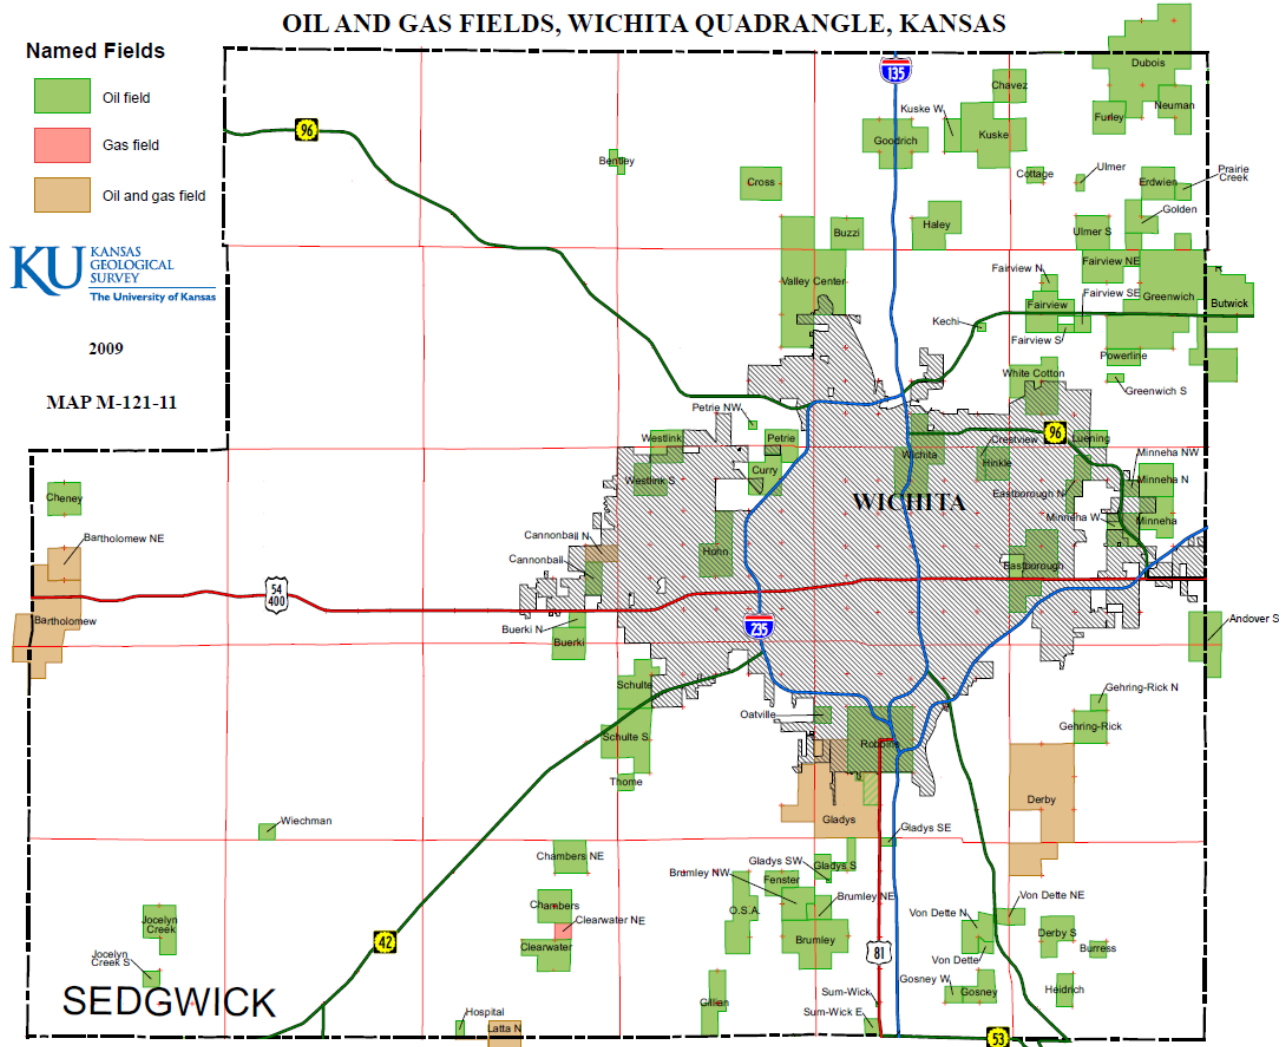 OIL AND GAS FIELDS, WICHITA QUADRANGLE, KANSAS
Named Fields
Oil field
Gas field
Oil and gas field
KU KANSAS
GEOLOGICAL
SURVEY
The University of Kansas
2009
MAP M-121-11
96
135
Dubois
Chavez
Kuske W
Kuske
Furley
Neuman
Goodrich
Bentley
Cross
Cottage
Ulmer
Erdwien
Prairie
Creek
Golden
Buzzi
Haley
Ulmer S
Valley Center
Fairview N
Fairview NE
Fairview SE
Fairview
Greenwich
Butwick
Kechi
Fairview S
Powerline
White Cotton
Greenwich S
Petrie NW
Westlink
Petrie
96
Luening
Crestview
Wichita
Hinkle
Minneha NW
Curry
Westlink S
Minneha N
Cheney
Eastborough N
WICHITA
Minneha W
Minneha
Bartholomew NE
Cannonball N
Cannonball
Hohn
Eastborough
54
400
Bartholomew
Buerki N
235
Andover S
Buerki
Schulte
Gehring-Rick N
Oatville
Gehring-Rick
Schulte S
Robbins
Thome
Derby
Wiechman
Gladys
Gladys SE
Chambers NE
Gladys SW
Gladys S
Brumley NW
Fenster
Chambers
Brumley NE
Von Dette NE
O.S.A.
Von Dette N
Jocelyn
Creek
Clearwater NE
Derby S
42
Clearwater
Brumley
81
Burress
Jocelyn
Creek S
Von Dette
Gosney W
Gosney
Heidrich
Sum-Wick
SEDGWICK
Gillian
Hospital
Sum-Wick E
Latta N
53